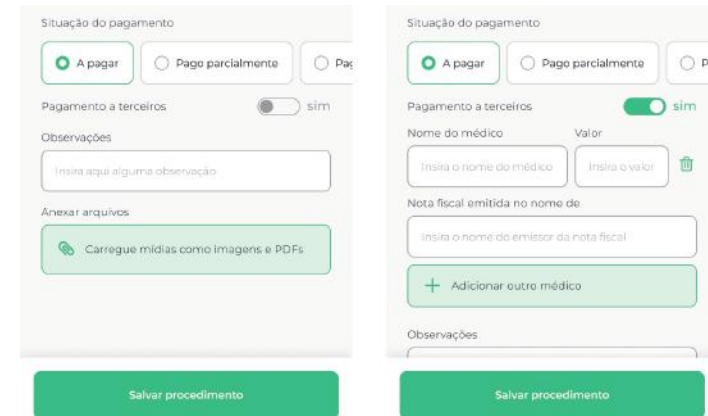 Situação do pagamento
A pagar
Pago parcialmente
Pag
Pagamento a terceiros
sim
Observações
Insira aqui alguma observação
Anexar arquivos
Carregue mídias como imagens e PDFs
Salvar procedimento
Situação do pagamento
A pagar
Pago parcialmente
P
Pagamento a terceiros
sim
Nome do médico
Valor
Insira o nome do médico
Insira o valor
Nota fiscal emitida no nome de
Insira o nome do emissor da nota fiscal
Adicionar outro médico
Observações
Salvar procedimento